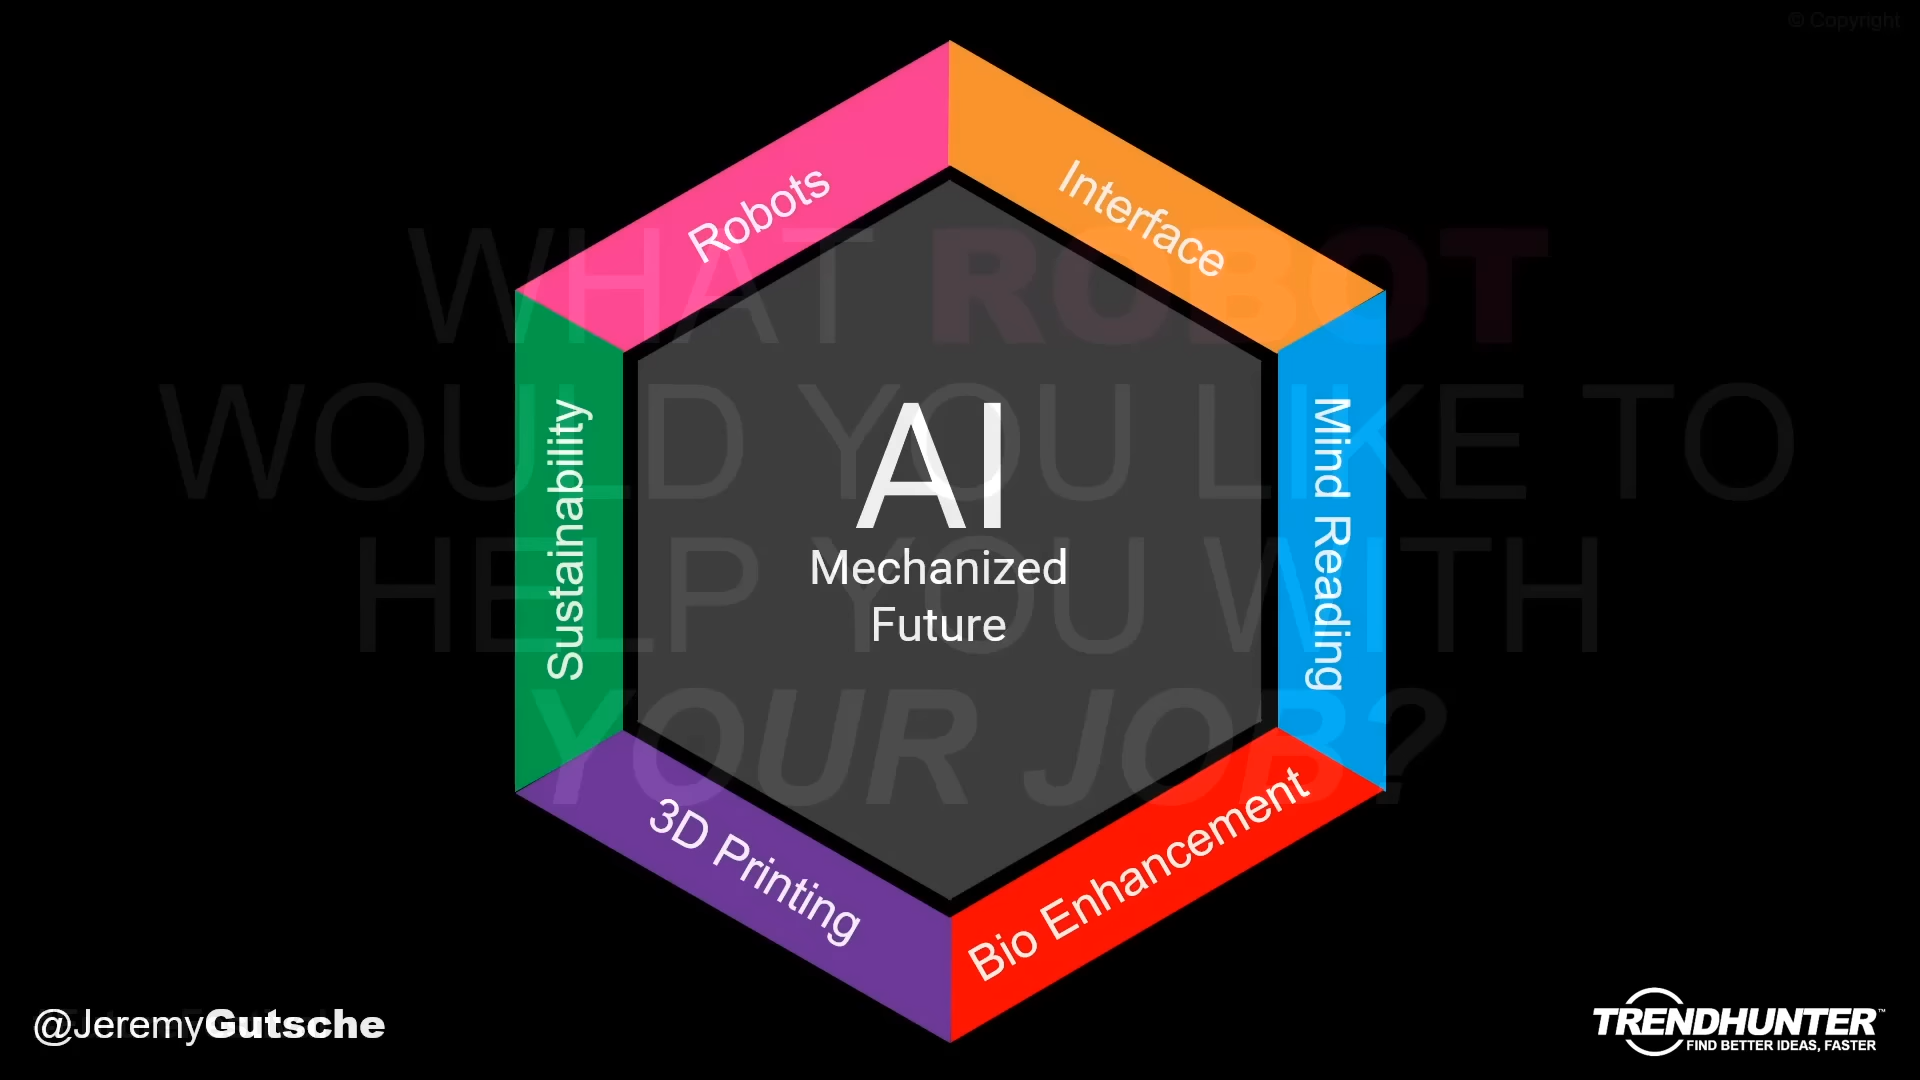 © Copyright
Robots
Interface
WHAT ROBOT
WOULD YOU LIKE TO
HELP YOU WITH
YOUR JOB?
Sustainability
AI
Mechanized
Future
Mind Reading
3D Printing
Bio Enhancement
@JeremyGutsche
TRENDHUNTER™
FIND BETTER IDEAS, FASTER